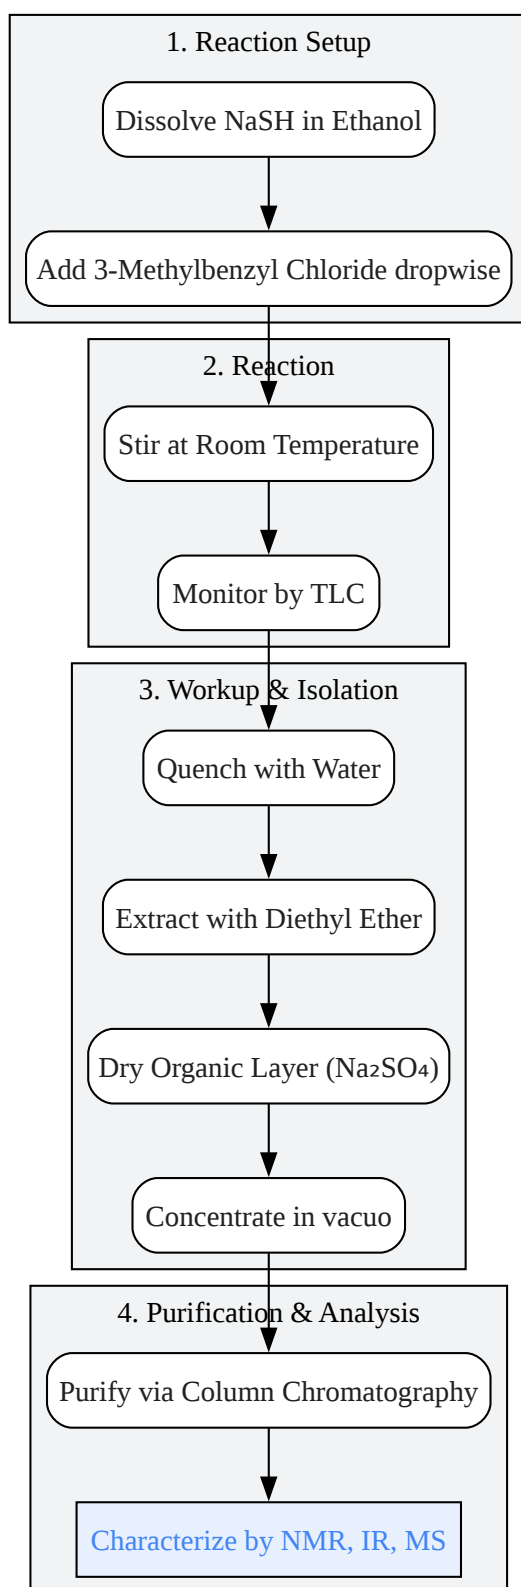 1. Reaction Setup
Dissolve NaSH in Ethanol
Add 3-Methylbenzyl Chloride dropwise
2. Reaction
Stir at Room Temperature
Monitor by TLC
3. Workup & Isolation
Quench with Water
Extract with Diethyl Ether
Dry Organic Layer (Na₂SO₄)
Concentrate in vacuo
4. Purification & Analysis
Purify via Column Chromatography
Characterize by NMR, IR, MS